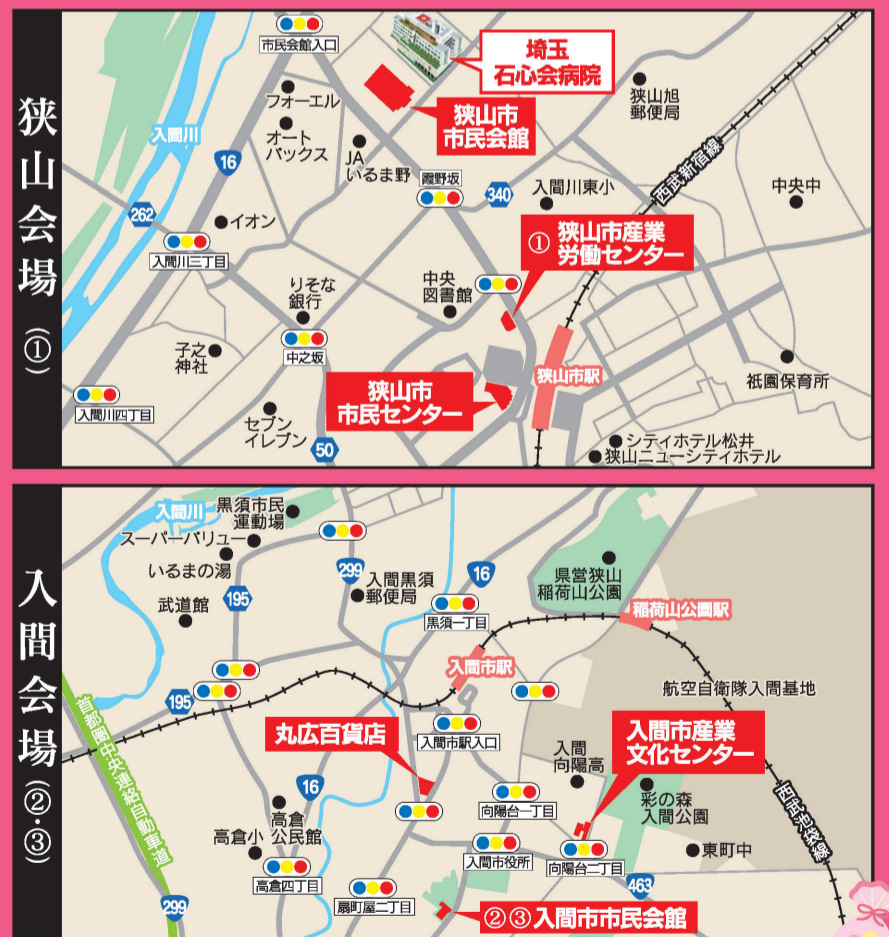 狭山会場(①)
市民会館入口
埼玉
石心会病院
フォーエル
狭山市
市民会館
狭山旭
郵便局
入間川
オート
バックス
16
JA
いるま野
霞野坂
340
入間川東小
西武新宿線
中央中
262
イオン
入間川三丁目
① 狭山市産業
労働センター
りそな
銀行
中央
図書館
中之坂
子之
神社
狭山市駅
祇園保育所
狭山市
市民センター
入間川四丁目
セブン
イレブン
50
シティホテル松井
狭山ニューシティホテル
入間会場(②・③)
入間川
黒須市民
運動場
スーパーバリュー
いるまの湯
299
入間黒須
郵便局
16
県営狭山
稲荷山公園
195
武道館
黒須一丁目
稲荷山公園駅
入間市駅
195
航空自衛隊入間基地
首都圏中央連絡自動車道
丸広百貨店
入間市駅入口
入間市産業
文化センター
入間
向陽高
16
向陽台一丁目
彩の森
入間公園
西武池袋線
高倉
公民館
高倉小
入間市役所
向陽台二丁目
東町中
高倉四丁目
463
扇町屋二丁目
299
②③入間市市民会館